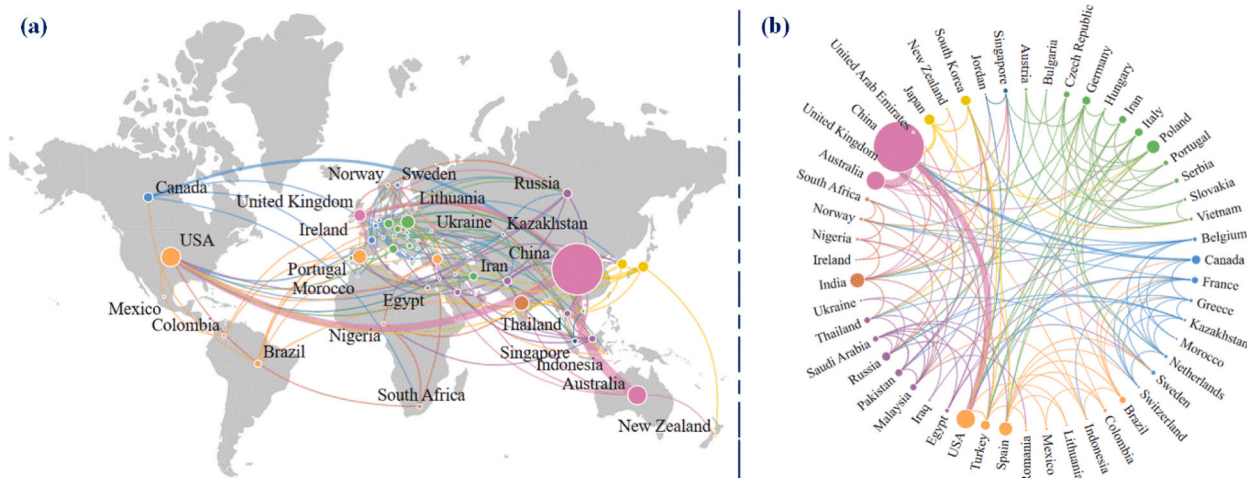 (a)
Norway
Sweden
Russia
Canada
United Kingdom
Lithuania
Ireland
Ukraine
Kazakhstan
USA
China
Portugal
Iran
Morocco
Egypt
Mexico
Colombia
Nigeria
Thailand
Brazil
Singapore
Indonesia
Australia
South Africa
New Zealand
(b)
Singapore
Austria
Bulgaria
Czech Republic
Germany
Hungary
Iran
Italy
Poland
Portugal
Serbia
Slovakia
Vietnam
Belgium
Canada
France
Greece
Kazakhstan
Morocco
Netherlands
Sweden
Switzerland
Brazil
Colombia
Indonesia
Lithuania
Mexico
Romania
Spain
Turkey
USA
Egypt
Iraq
Malaysia
Pakistan
Russia
Saudi Arabia
Thailand
Ukraine
India
Ireland
Nigeria
Norway
South Africa
Australia
United Kingdom
China
United Arab Emirates
Japan
New Zealand
South Korea
Jordan